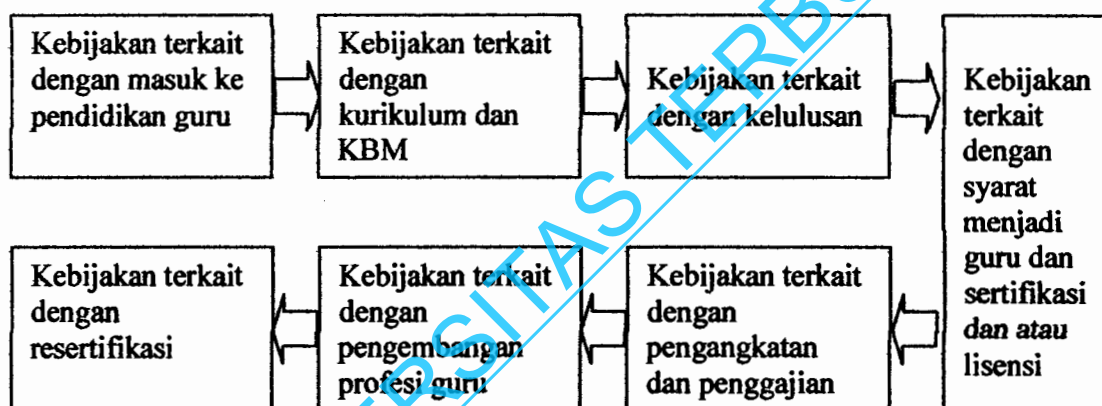 Kebijakan terkait
dengan masuk ke
pendidikan guru
Kebijakan terkait
dengan
kurikulum dan
KBM
Kebijakan terkait
dengan kelulusan
Kebijakan
terkait
dengan
syarat
menjadi
guru dan
sertifikasi
dan atau
lisensi
Kebijakan terkait
dengan
pengangkatan
dan penggajian
Kebijakan terkait
dengan
pengembangan
profesi guru
Kebijakan terkait
dengan
resertifikasi
ERSITAS TERB